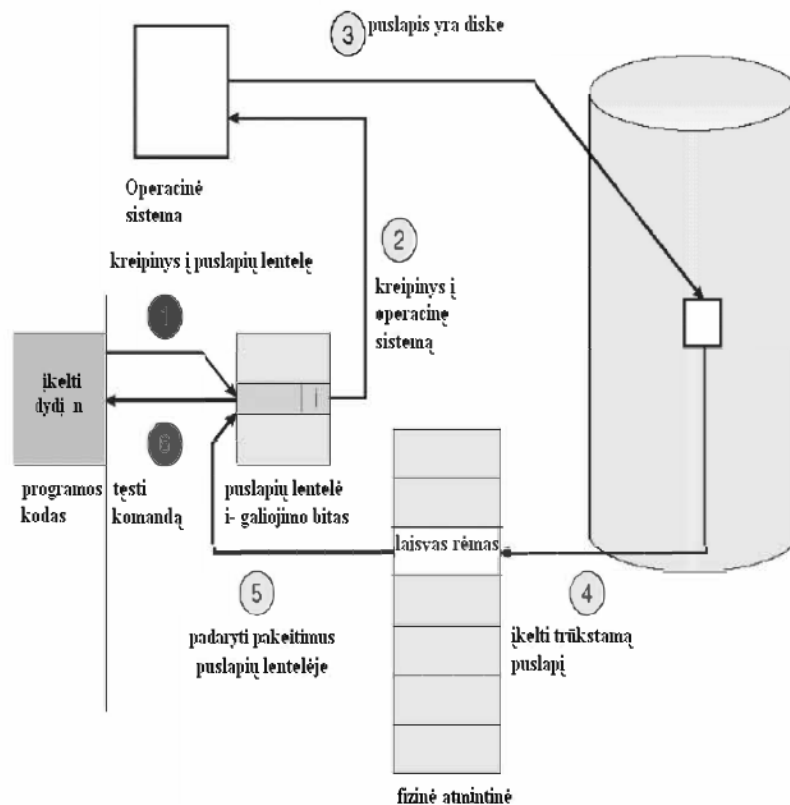 3
puslapis yra diske
Operacinė
sistema
kreipinys į puslapių lentelę
2
kreipinys į
operacinę
sistemą
1
įkelti
dydį n
i
6
programos
kodas
tęsti
komandą
puslapių lentelė
i- galiojimo bitas
laisvas rėmas
5
padaryti pakeitimus
puslapių lentelėje
4
įkelti trūkstamą
puslapį
fizinė atmintinė